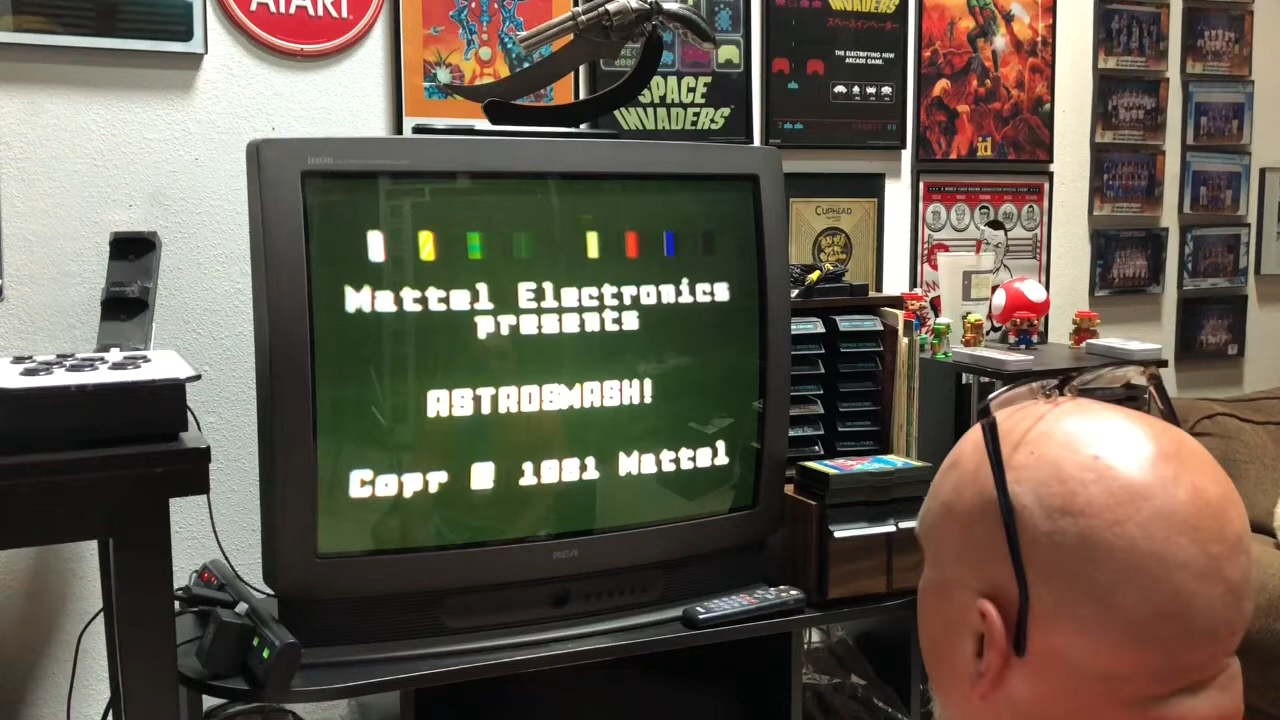 ATARI
SPACE
INVADERS
スペースインベーダー
THE ELECTRIFYING NEW
ARCADE GAME.
id
CUPHEAD
Mattel Electronics
presents
ASTROSMASH!
Copr © 1981 Mattel
RCA